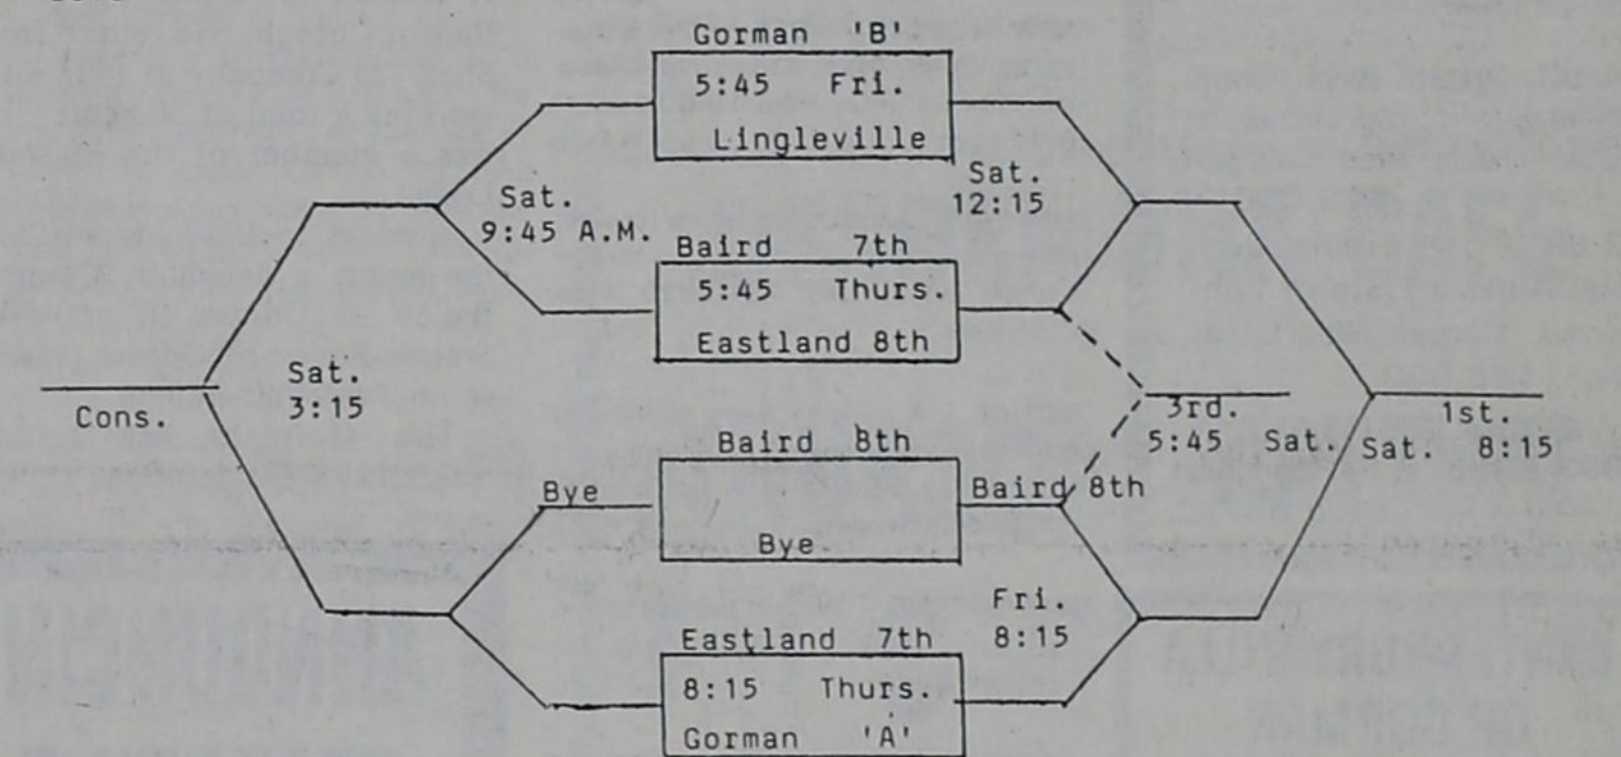 Gorman 'B'
5:45 Fri.
Lingleville
Sat.
9:45 A.M.
Sat.
12:15
Baird 7th
5:45 Thurs.
Eastland 8th
Sat.
3:15
Cons.
3rd.
5:45 Sat.
1st.
Sat. 8:15
Baird 8th
Bye
Bye
Baird 8th
Fri.
8:15
Eastland 7th
8:15 Thurs.
Gorman 'A'